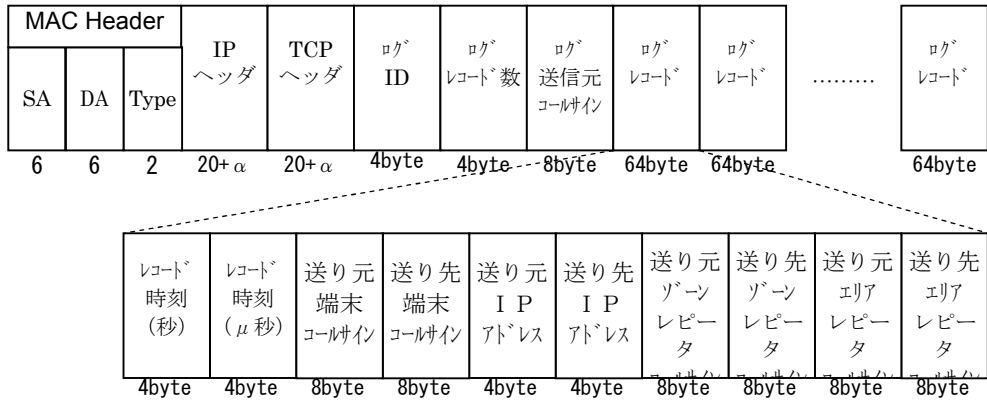 MAC Header
SA
DA
Type
IP
ヘッダ
TCP
ヘッダ
ﾛｸﾞ
ID
ﾛｸﾞ
ﾚｺｰﾄﾞ数
ﾛｸﾞ
送信元
ｺｰﾙｻｲﾝ
ﾛｸﾞ
ﾚｺｰﾄﾞ
ﾛｸﾞ
ﾚｺｰﾄﾞ
………
ﾛｸﾞ
ﾚｺｰﾄﾞ
6 6 2 20+α 20+α 4byte 4byte 8byte 64byte 64byte 64byte
ﾚｺｰﾄﾞ
時刻
(秒)
ﾚｺｰﾄﾞ
時刻
(μ秒)
送り元
端末
ｺｰﾙｻｲﾝ
送り先
端末
ｺｰﾙｻｲﾝ
送り元
ＩＰ
ｱﾄﾞﾚｽ
送り先
ＩＰ
ｱﾄﾞﾚｽ
送り元
ｿﾞｰﾝ
レピー
タ
送り先
ｿﾞｰﾝ
レピー
タ
送り元
ｴﾘｱ
レピー
タ
送り先
ｴﾘｱ
レピー
タ
4byte 4byte 8byte 8byte 4byte 4byte 8byte 8byte 8byte 8byte